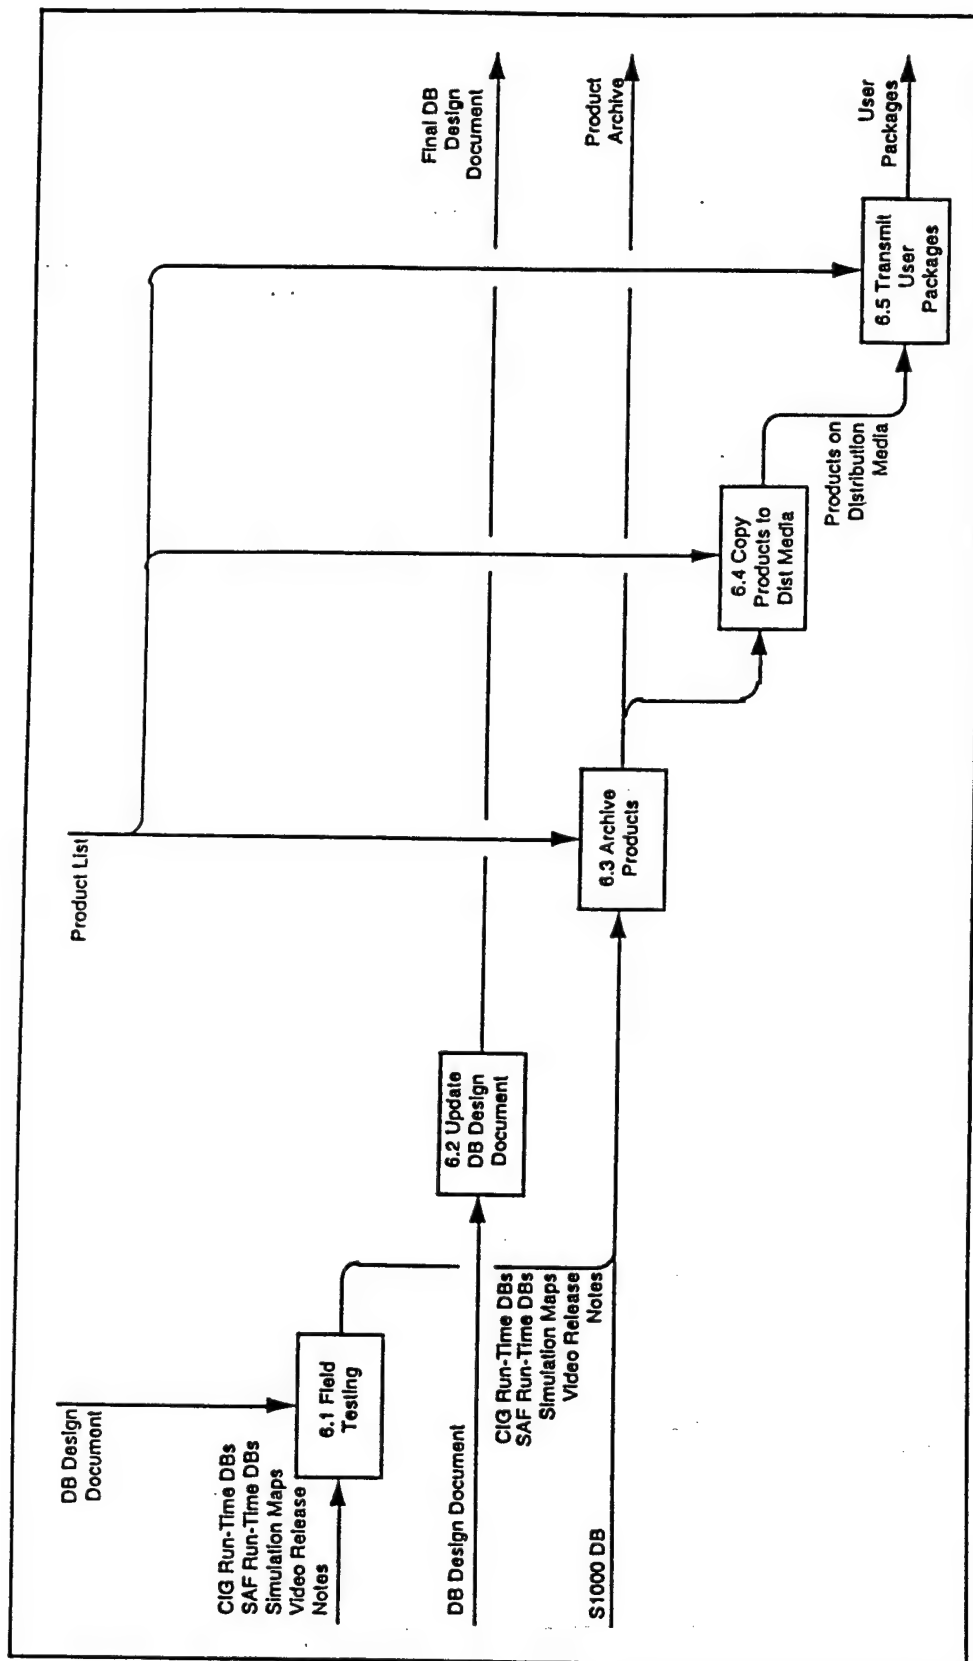 DB Design
Document
CIG Run-Time DBs
SAF Run-Time DBs
Simulation Maps
Video Release
Notes
6.1 Field
Testing
DB Design Document
6.2 Update
DB Design
Document
CIG Run-Time DBs
SAF Run-Time DBs
Simulation Maps
Video Release
Notes
S1000 DB
Product List
6.3 Archive
Products
6.4 Copy
Products to
Dist Media
Products on
Distribution
Media
6.5 Transmit
User
Packages
Final DB
Design
Document
Product
Archive
User
Packages